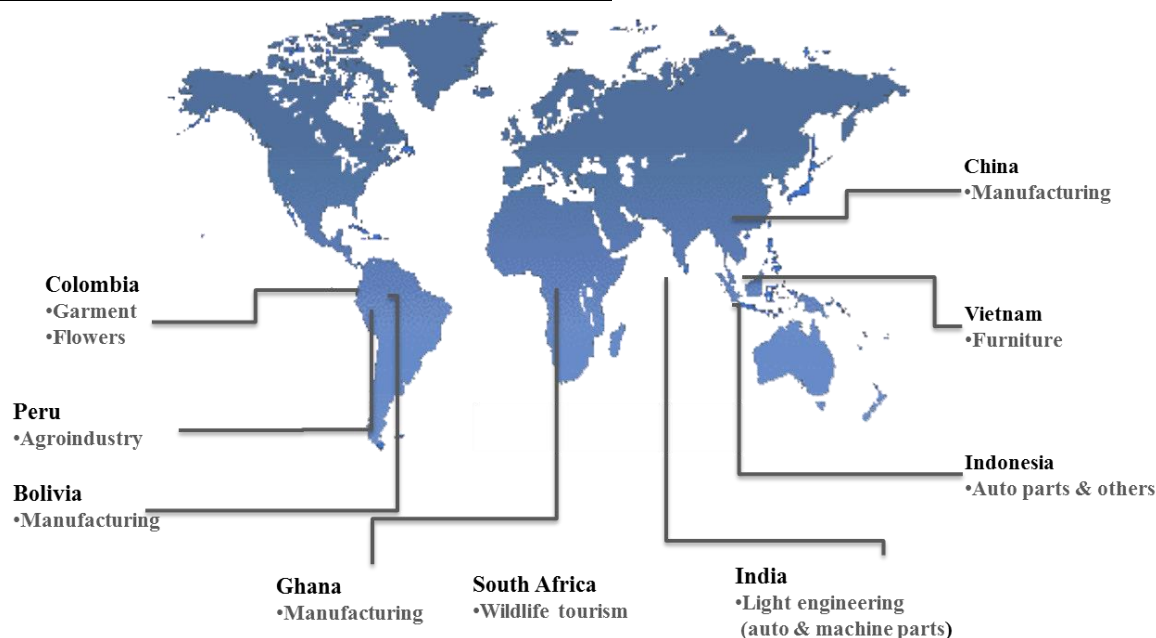 China
•Manufacturing
Colombia
•Garment
•Flowers
Vietnam
•Furniture
Peru
•Agroindustry
Indonesia
•Auto parts & others
Bolivia
•Manufacturing
Ghana
•Manufacturing
South Africa
•Wildlife tourism
India
•Light engineering
(auto & machine parts)